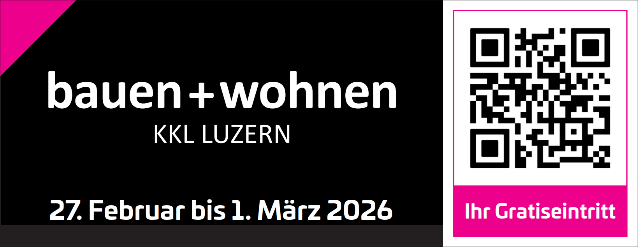 bauen+wohnen
KKL LUZERN
27. Februar bis 1. März 2026
Ihr Gratiseintritt